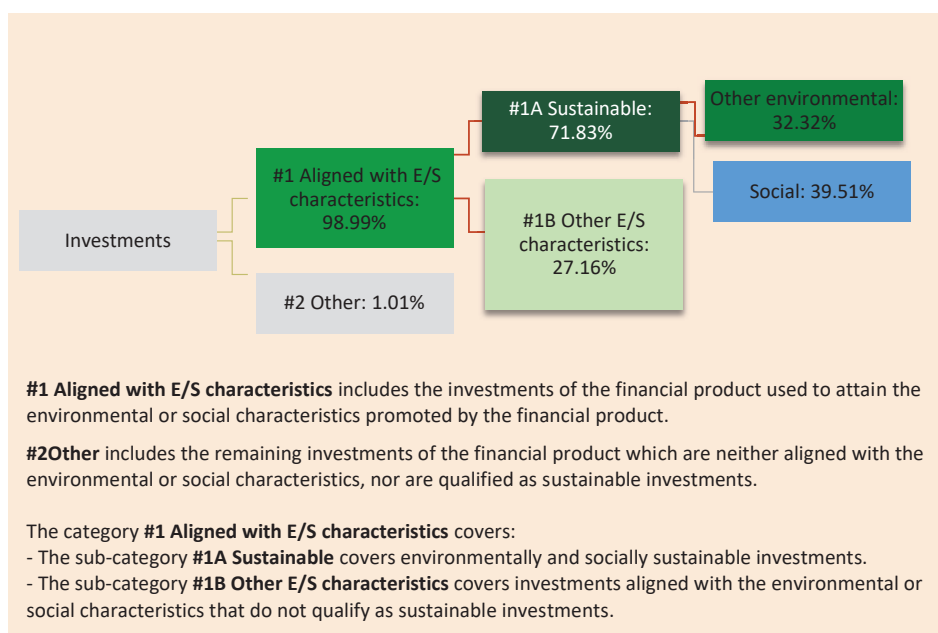 Investments
#1 Aligned with E/S
characteristics:
98.99%
#2 Other: 1.01%
#1A Sustainable:
71.83%
#1B Other E/S
characteristics:
27.16%
Other environmental:
32.32%
Social: 39.51%
#1 Aligned with E/S characteristics includes the investments of the financial product used to attain the
environmental or social characteristics promoted by the financial product.
#2Other includes the remaining investments of the financial product which are neither aligned with the
environmental or social characteristics, nor are qualified as sustainable investments.
The category #1 Aligned with E/S characteristics covers:
- The sub-category #1A Sustainable covers environmentally and socially sustainable investments.
- The sub-category #1B Other E/S characteristics covers investments aligned with the environmental or
social characteristics that do not qualify as sustainable investments.